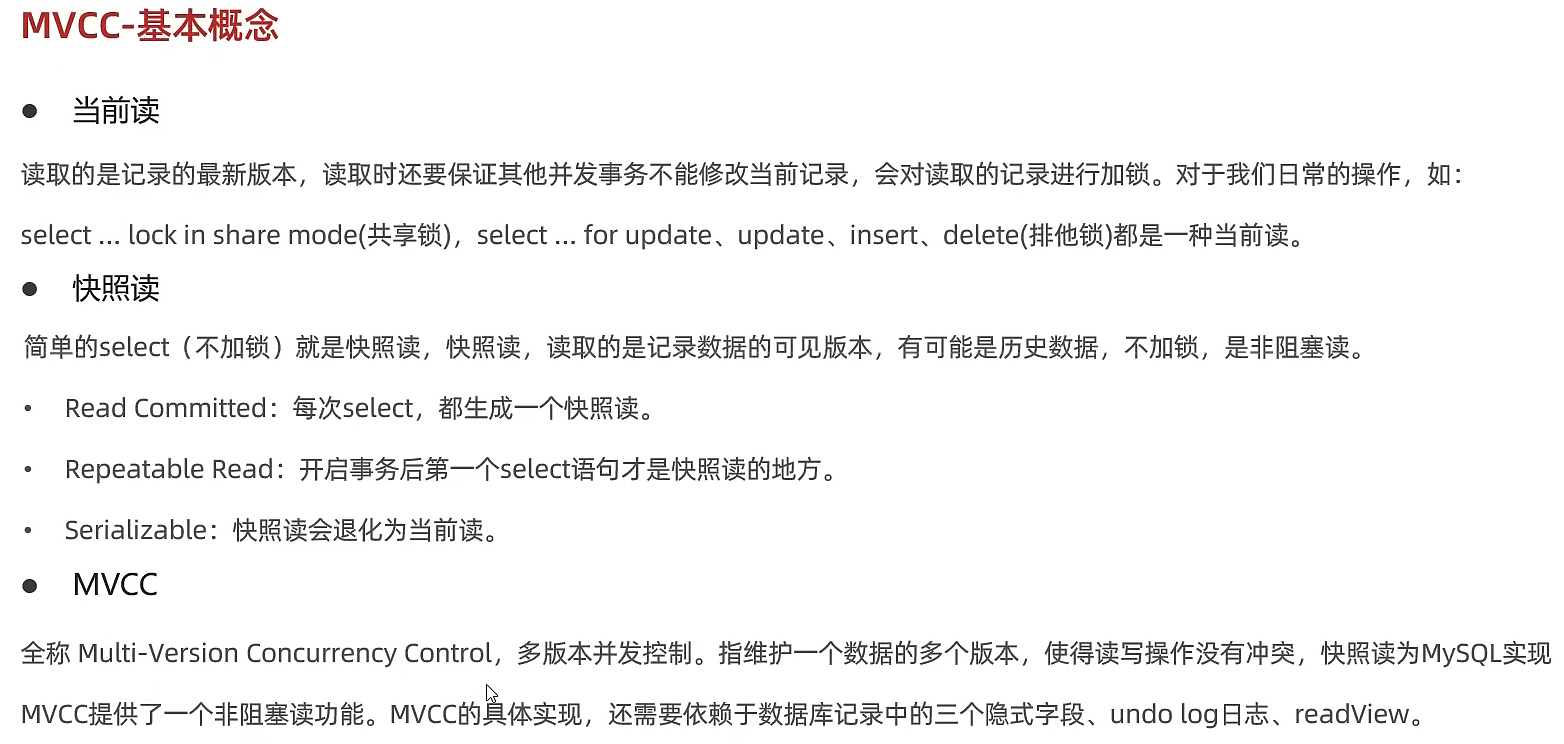 MVCC-基本概念
● 当前读
读取的是记录的最新版本，读取时还要保证其他并发事务不能修改当前记录，会对读取的记录进行加锁。对于我们日常的操作，如：
select ... lock in share mode(共享锁)，select ... for update、update、insert、delete(排他锁)都是一种当前读。
● 快照读
简单的select（不加锁）就是快照读，快照读，读取的是记录数据的可见版本，有可能是历史数据，不加锁，是非阻塞读。
• Read Committed：每次select，都生成一个快照读。
• Repeatable Read：开启事务后第一个select语句才是快照读的地方。
• Serializable：快照读会退化为当前读。
● MVCC
全称 Multi-Version Concurrency Control，多版本并发控制。指维护一个数据的多个版本，使得读写操作没有冲突，快照读为MySQL实现
MVCC提供了一个非阻塞读功能。MVCC的具体实现，还需要依赖于数据库记录中的三个隐式字段、undo log日志、readView。